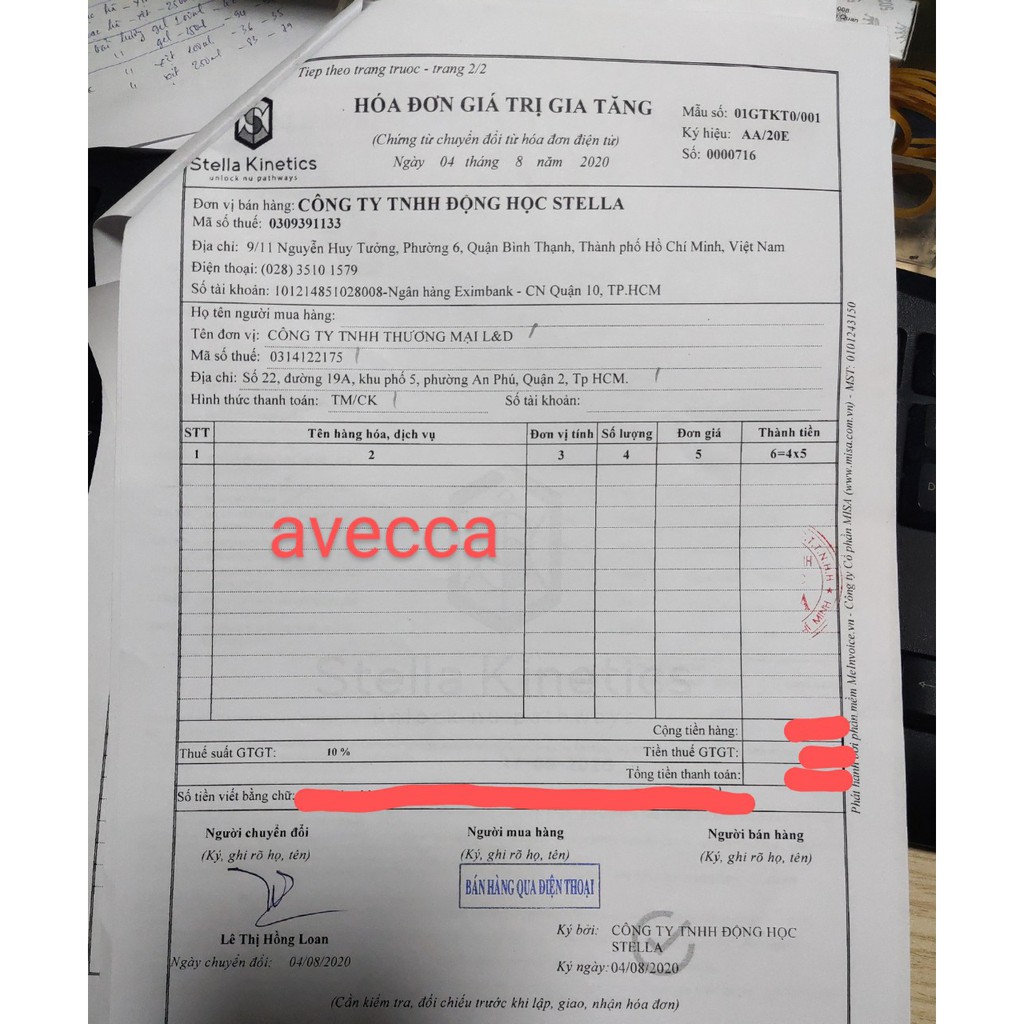 Tiep theo trang truoc - trang 2/2
HÓA ĐƠN GIÁ TRỊ GIA TĂNG
(Chứng từ chuyển đổi từ hóa đơn điện tử)
Ngày 04 tháng 8 năm 2020
Mẫu số: 01GTKT0/001
Ký hiệu: AA/20E
Số: 0000716
Stella Kinetics
unlock nu pathways
Đơn vị bán hàng: CÔNG TY TNHH ĐỘNG HỌC STELLA
Mã số thuế: 0309391133
Địa chỉ: 9/11 Nguyễn Huy Tưởng, Phường 6, Quận Bình Thạnh, Thành phố Hồ Chí Minh, Việt Nam
Điện thoại: (028) 3510 1579
Số tài khoản: 101214851028008-Ngân hàng Eximbank - CN Quận 10, TP.HCM
Họ tên người mua hàng:
Tên đơn vị: CÔNG TY TNHH THƯƠNG MẠI L&D
Mã số thuế: 0314122175
Địa chỉ: Số 22, đường 19A, khu phố 5, phường An Phú, Quận 2, Tp HCM.
Hình thức thanh toán: TM/CK Số tài khoản:
STT Tên hàng hóa, dịch vụ Đơn vị tính Số lượng Đơn giá Thành tiền
1 2 3 4 5 6=4x5
avecca
Stella Kinetics
T.N.H.H
MINH
Cộng tiền hàng:
Thuế suất GTGT: 10 % Tiền thuế GTGT:
Tổng tiền thanh toán:
Số tiền viết bằng chữ:
Người chuyển đổi Người mua hàng Người bán hàng
(Ký, ghi rõ họ, tên) (Ký, ghi rõ họ, tên) (Ký, ghi rõ họ, tên)
BÁN HÀNG QUA ĐIỆN THOẠI
Lê Thị Hồng Loan
Ngày chuyển đổi: 04/08/2020
Ký bởi: CÔNG TY TNHH ĐỘNG HỌC
STELLA
Ký ngày: 04/08/2020
(Cần kiểm tra, đối chiếu trước khi lập, giao, nhận hóa đơn)
Phát hành bởi phần mềm MeInvoice.vn - Công ty Cổ phần MISA (www.misa.com.vn) - MST: 0101243150